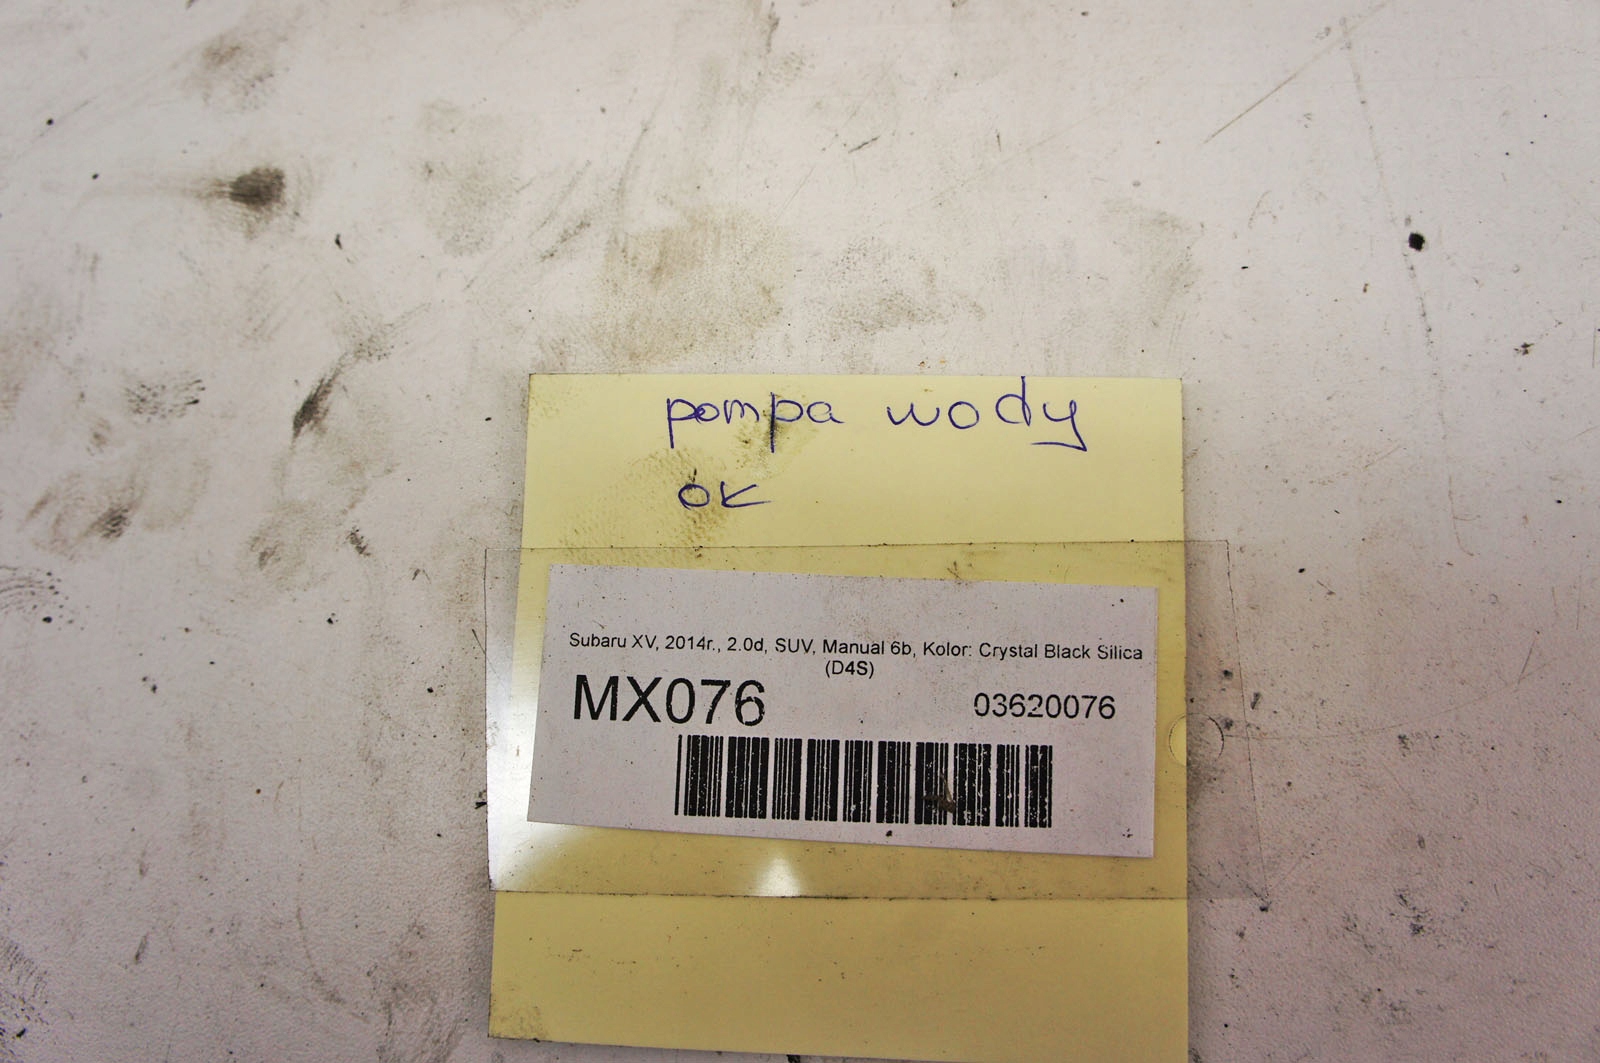 pompa wody
ok
Subaru XV, 2014r., 2.0d, SUV, Manual 6b, Kolor: Crystal Black Silica
(D4S)
MX076 03620076